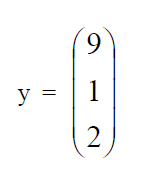 y = (9
1
2)